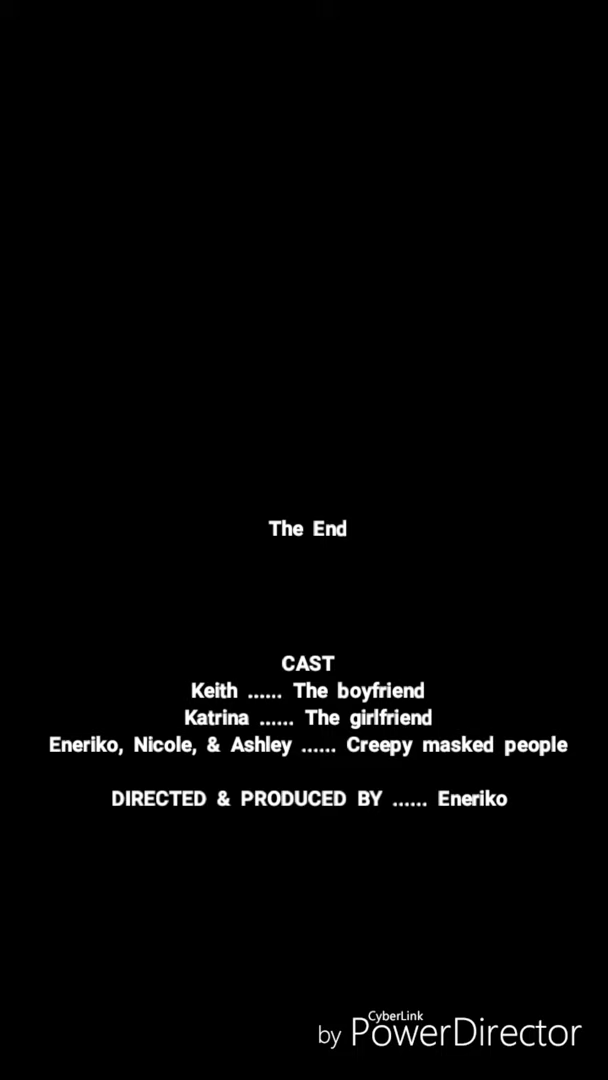 The End
CAST
Keith ...... The boyfriend
Katrina ...... The girlfriend
Eneriko, Nicole, & Ashley ...... Creepy masked people
DIRECTED & PRODUCED BY ...... Eneriko
CyberLink
by PowerDirector